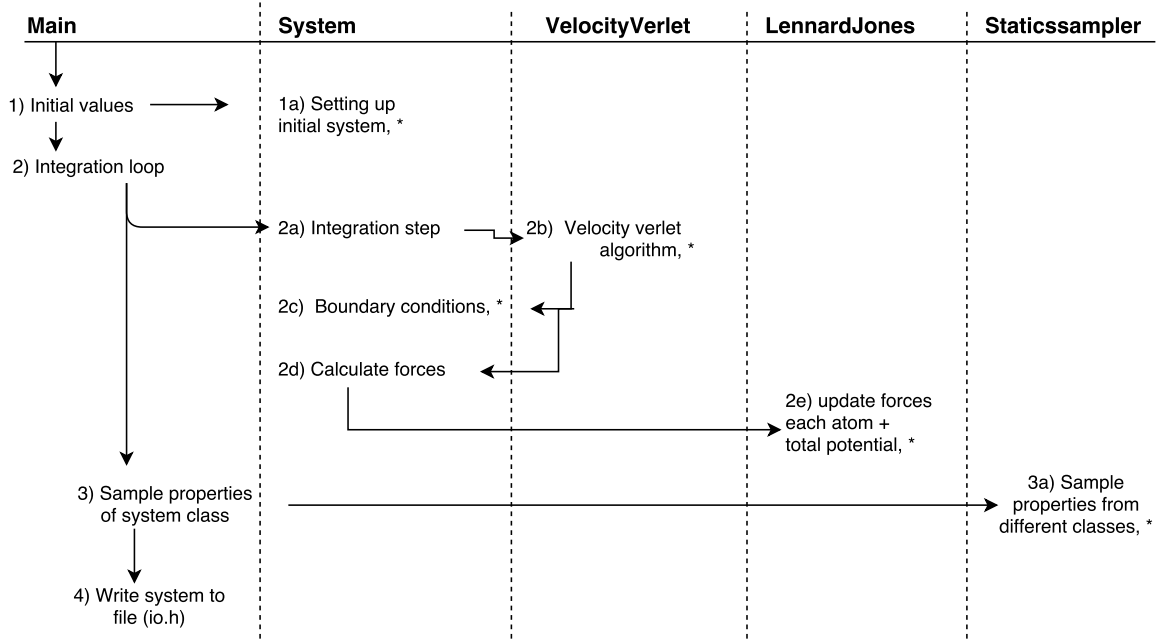 Main
System
VelocityVerlet
LennardJones
Staticssampler
1) Initial values
1a) Setting up
initial system, *
2) Integration loop
2a) Integration step
2b) Velocity verlet
algorithm, *
2c) Boundary conditions, *
2d) Calculate forces
2e) update forces
each atom +
total potential, *
3) Sample properties
of system class
3a) Sample
properties from
different classes, *
4) Write system to
file (io.h)